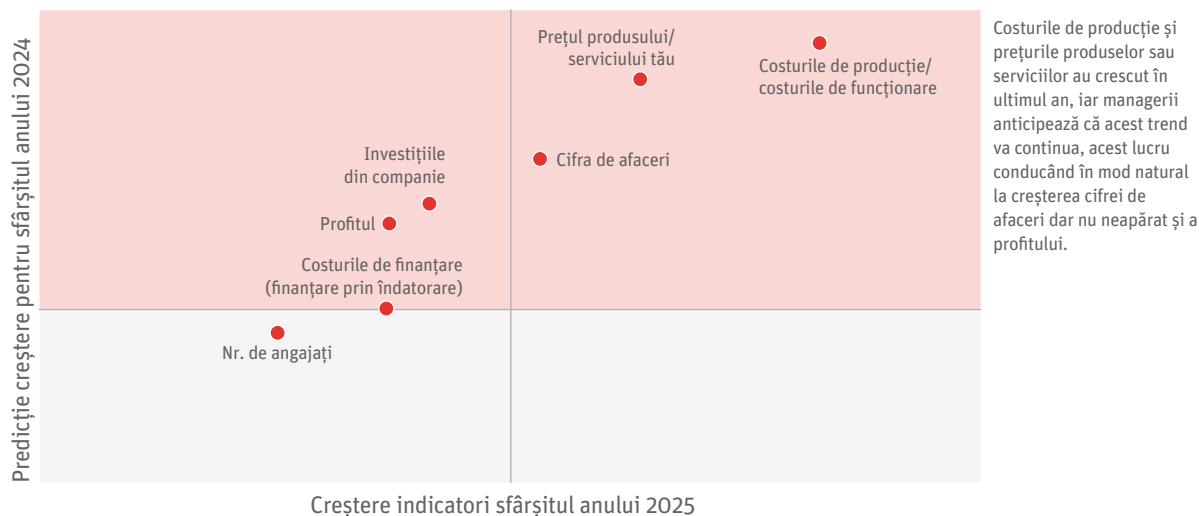 Predicție creștere pentru sfârșitul anului 2024
Prețul produsului/
serviciului tău
Costurile de producție/
costurile de funcționare
Cifra de afaceri
Investițiile
din companie
Profitul
Costurile de finanțare
(finanțare prin îndatorare)
Nr. de angajați
Creștere indicatori sfârșitul anului 2025
Costurile de producție și
prețurile produselor sau
serviciilor au crescut în
ultimul an, iar managerii
anticipează că acest trend
va continua, acest lucru
conducând în mod natural
la creșterea cifrei de
afaceri dar nu neapărat și a
profitului.